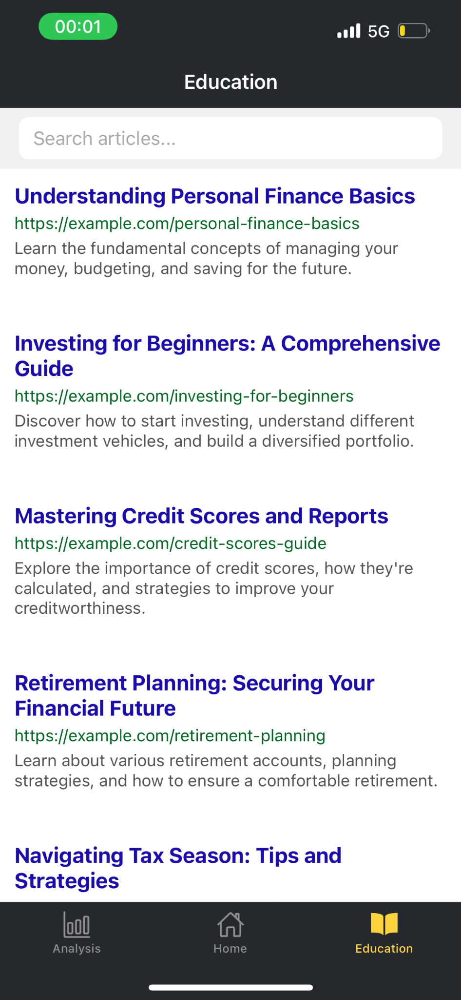 00:01
5G
Education
Search articles...
Understanding Personal Finance Basics
https://example.com/personal-finance-basics
Learn the fundamental concepts of managing your
money, budgeting, and saving for the future.
Investing for Beginners: A Comprehensive
Guide
https://example.com/investing-for-beginners
Discover how to start investing, understand different
investment vehicles, and build a diversified portfolio.
Mastering Credit Scores and Reports
https://example.com/credit-scores-guide
Explore the importance of credit scores, how they're
calculated, and strategies to improve your
creditworthiness.
Retirement Planning: Securing Your
Financial Future
https://example.com/retirement-planning
Learn about various retirement accounts, planning
strategies, and how to ensure a comfortable retirement.
Navigating Tax Season: Tips and
Strategies
Analysis
Home
Education